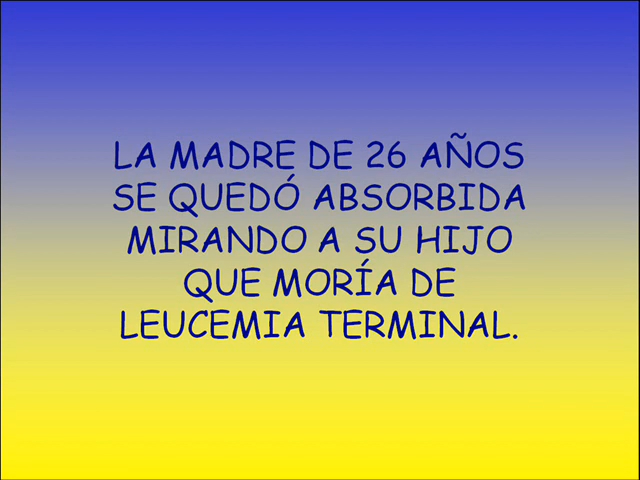 LA MADRE DE 26 AÑOS
SE QUEDÓ ABSORBIDA
MIRANDO A SU HIJO
QUE MORÍA DE
LEUCEMIA TERMINAL.